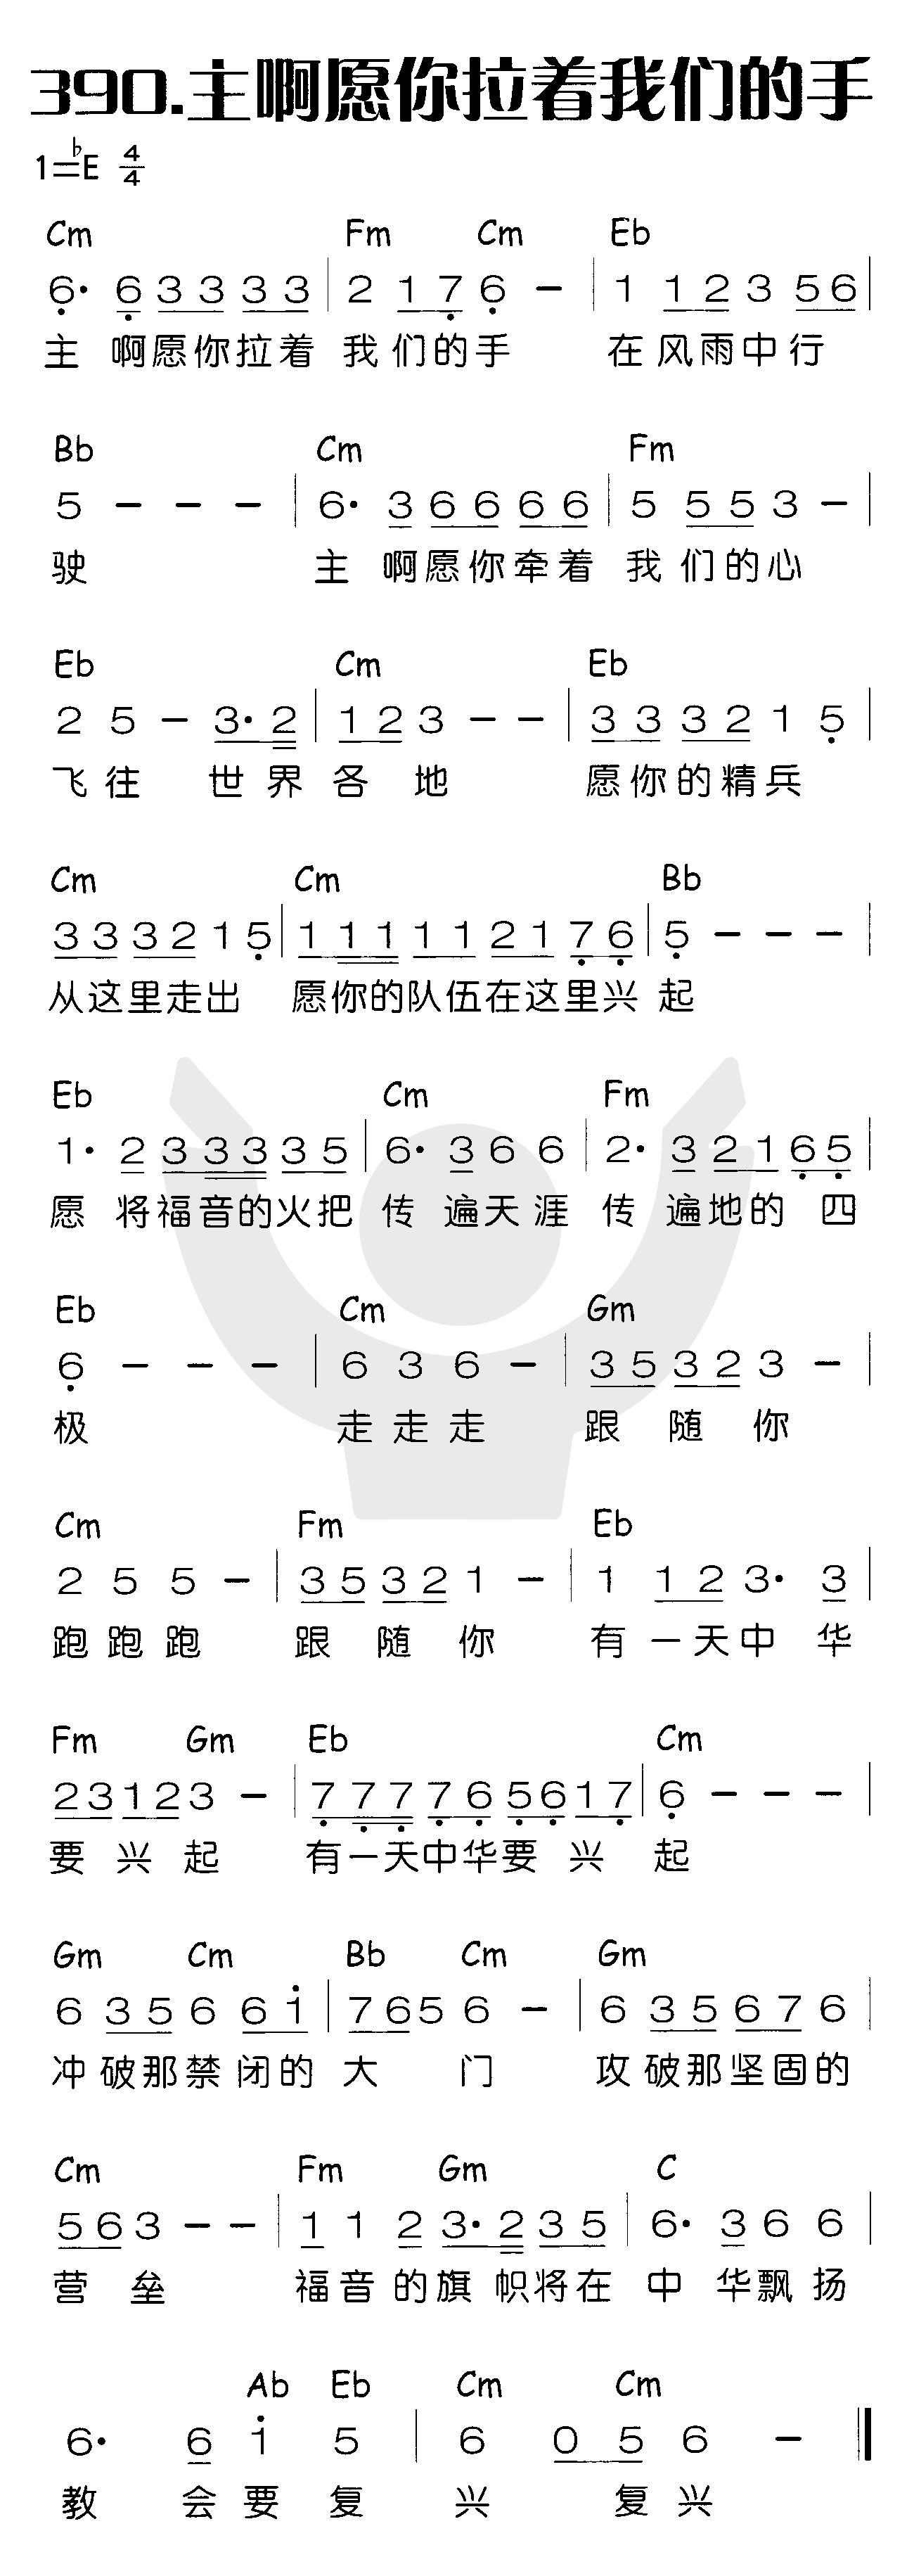 390.主啊愿你拉着我们的手
1=♭E 4/4
Cm Fm Cm Eb
6· 6 3 3 3 3 | 2 1 7 6 – | 1 1 2 3 5 6 |
主 啊愿你拉着 我们的手 在风雨中行
Bb Cm Fm
5 – – – | 6· 3 6 6 6 6 | 5 5 5 3 – |
驶 主 啊愿你牵着 我们的心
Eb Cm Eb
2 5 – 3· 2 | 1 2 3 – – | 3 3 3 2 1 5 |
飞往 世界 各 地 愿你的精兵
Cm Cm Bb
3 3 3 2 1 5 | 1 1 1 1 1 2 1 7 6 | 5 – – – |
从这里走出 愿你的队伍在这里兴 起
Eb Cm Fm
1· 2 3 3 3 3 5 | 6· 3 6 6 | 2· 3 2 1 6 5 |
愿 将福音的火把 传 遍天涯 传 遍地的 四
Eb Cm Gm
6 – – – | 6 3 6 – | 3 5 3 2 3 – |
极 走走走 跟 随 你
Cm Fm Eb
2 5 5 – | 3 5 3 2 1 – | 1 1 2 3· 3 |
跑跑跑 跟 随 你 有一天中 华
Fm Gm Eb Cm
2 3 1 2 3 – | 7 7 7 7 6 5 6 1 7 | 6 – – – |
要 兴 起 有一天中华要 兴 起
Gm Cm Bb Cm Gm
6 3 5 6 6 i | 7 6 5 6 – | 6 3 5 6 7 6 |
冲破那禁闭的 大 门 攻破那坚固的
Cm Fm Gm C
5 6 3 – – | 1 1 2 3· 2 3 5 | 6· 3 6 6 |
营 垒 福音的旗 帜将在 中 华飘扬
Ab Eb Cm Cm
6· 6 i 5 | 6 0 5 6 – ‖
教 会要 复 兴 复兴